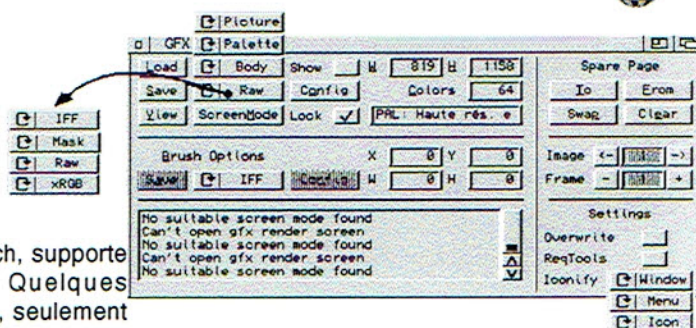 Picture
Palette
GFX
Load Body Show W 819 H 1158 Spare Page
Save Raw Config Colors 64 To From
View ScreenMode Lock PAL: Haute rés. e Swap Clear
IFF
Mask
Raw
xRGB
Brush Options X 0 Y 0 Image <- ->
Save IFF Config W 0 H 0 Frame - +
No suitable screen mode found
Can't open gfx render screen
No suitable screen mode found
Can't open gfx render screen
No suitable screen mode found
Settings
Overwrite
ReqTools
Iconify Window
Menu
Icon
ch, supporte
Quelques
, seulement